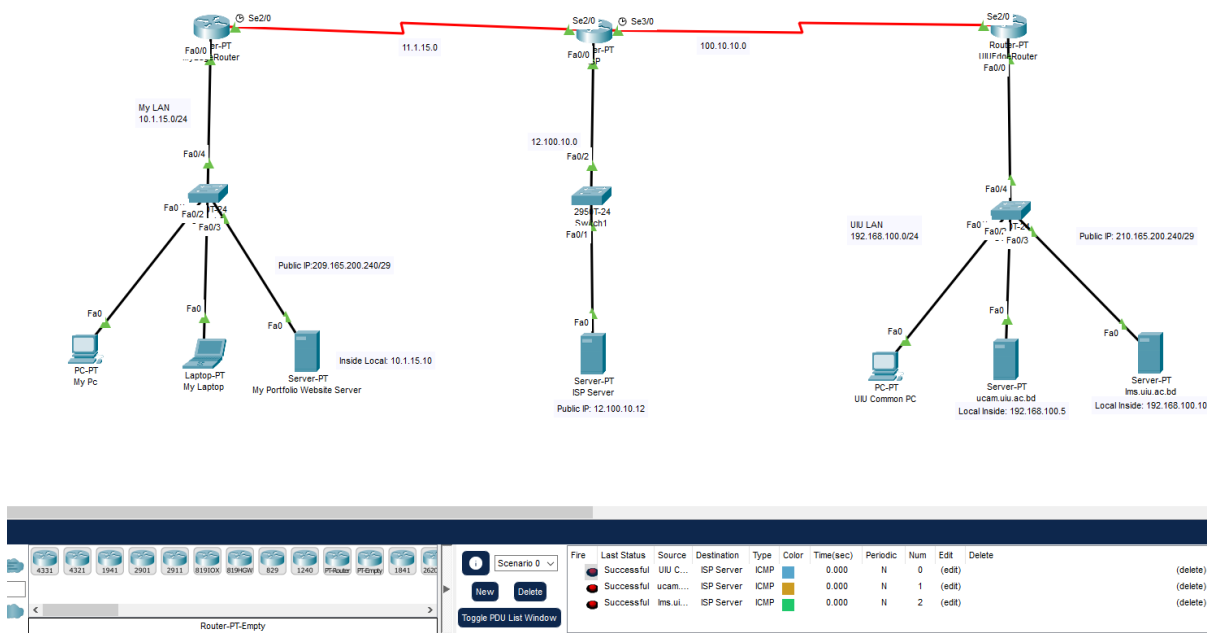 Se2/0
Se2/0
Se3/0
Se2/0
Fa0/0
11.1.15.0
Fa0/0
100.10.10.0
Router-PT
UIUEdgeRouter
Fa0/0
My LAN
10.1.15.0/24
12.100.10.0
Fa0/4
Fa0/2
Fa0/4
Fa0/2
Fa0/3
2950T-24
Switch1
Fa0/1
UIU LAN
192.168.100.0/24
Fa0/3
Public IP: 210.165.200.240/29
Public IP:209.165.200.240/29
Fa0
Fa0
Fa0
Fa0
Fa0
Fa0
Fa0
Inside Local: 10.1.15.10
PC-PT
My Pc
Laptop-PT
My Laptop
Server-PT
My Portfolio Website Server
Server-PT
ISP Server
Public IP: 12.100.10.12
PC-PT
UIU Common PC
Server-PT
ucam.uiu.ac.bd
Local Inside: 192.168.100.5
Server-PT
lms.uiu.ac.bd
Local Inside: 192.168.100.10
4331 4321 1941 2901 2911 819IOX 819HGW 829 1240 PT-Router PT-Empty 1841 2620
Router-PT-Empty
Scenario 0
New Delete
Toggle PDU List Window
Fire Last Status Source Destination Type Color Time(sec) Periodic Num Edit Delete
Successful UIU C... ISP Server ICMP 0.000 N 0 (edit) (delete)
Successful ucam.... ISP Server ICMP 0.000 N 1 (edit) (delete)
Successful lms.ui... ISP Server ICMP 0.000 N 2 (edit) (delete)